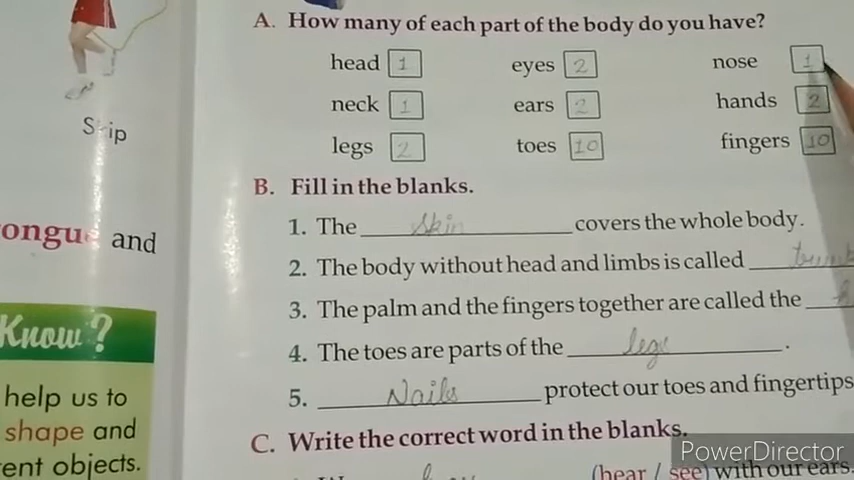 A. How many of each part of the body do you have?
head 1 eyes 2 nose 1
neck 1 ears 2 hands 2
Skip
legs 2 toes 10 fingers 10
B. Fill in the blanks.
1. The skin covers the whole body.
ongue and
2. The body without head and limbs is called
3. The palm and the fingers together are called the
Know?
4. The toes are parts of the legs.
help us to
5. Nails protect our toes and fingertips
shape and
C. Write the correct word in the blanks.
ent objects.
(hear / see) with our ears.
PowerDirector